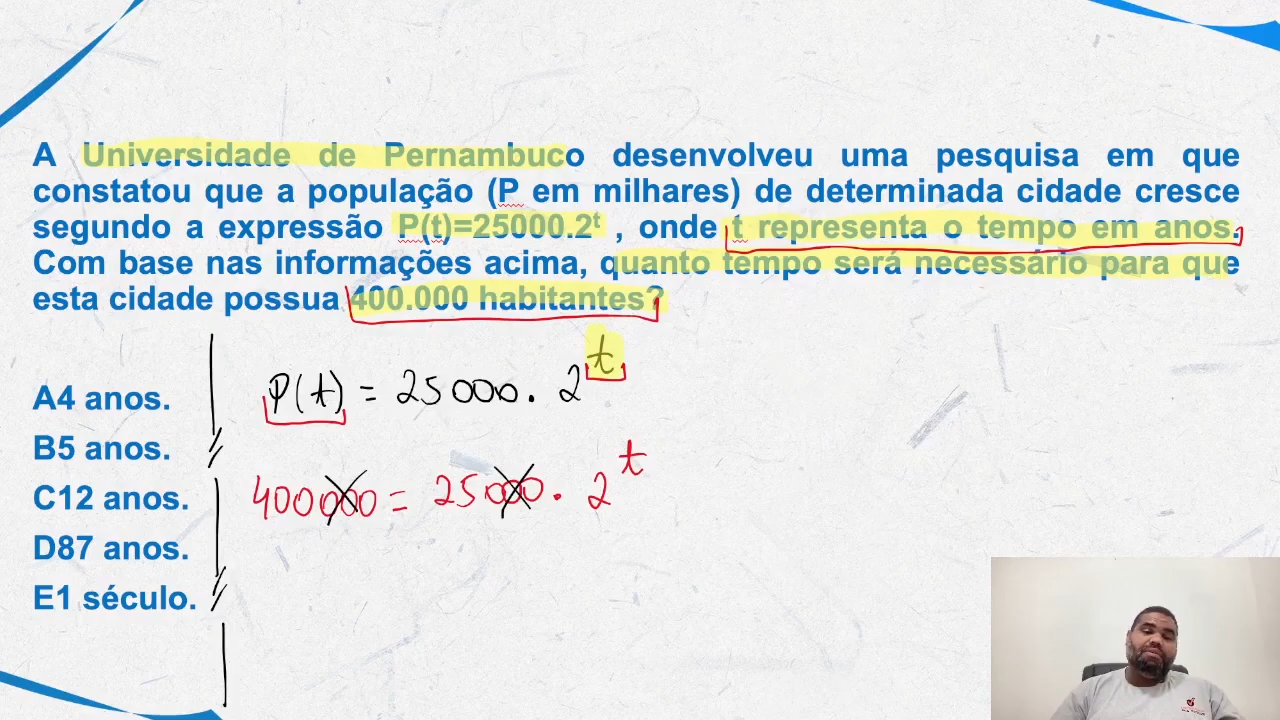 A Universidade de Pernambuco desenvolveu uma pesquisa em que
constatou que a população (P em milhares) de determinada cidade cresce
segundo a expressão P(t)=25000.2ᵗ , onde t representa o tempo em anos.
Com base nas informações acima, quanto tempo será necessário para que
esta cidade possua 400.000 habitantes?
A4 anos.
B5 anos.
C12 anos.
D87 anos.
E1 século.
P(t) = 25000. 2ᵗ
400000 = 25000. 2ᵗ